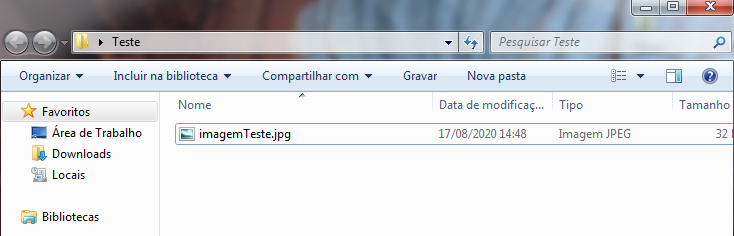 Teste
Pesquisar Teste
Organizar Incluir na biblioteca Compartilhar com Gravar Nova pasta
Favoritos
Área de Trabalho
Downloads
Locais
Bibliotecas
Nome Data de modificaç... Tipo Tamanho
imagemTeste.jpg 17/08/2020 14:48 Imagem JPEG 32